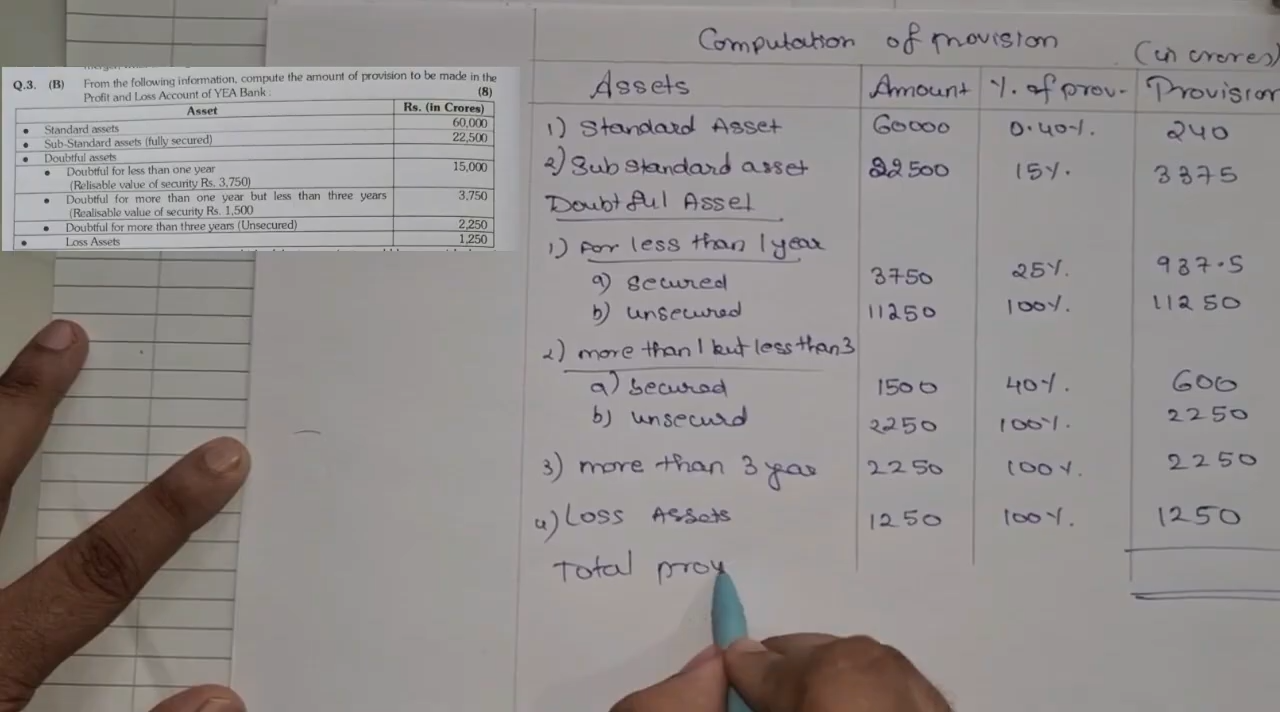 Q.3. (B) From the following information, compute the amount of provision to be made in the
Profit and Loss Account of YEA Bank : (8)
Asset Rs. (in Crores)
• Standard assets 60,000
• Sub-Standard assets (fully secured) 22,500
• Doubtful assets
• Doubtful for less than one year 15,000
(Relisable value of security Rs. 3,750)
• Doubtful for more than one year but less than three years 3,750
(Realisable value of security Rs. 1,500
• Doubtful for more than three years (Unsecured) 2,250
• Loss Assets 1,250
Computation of provision
(in crores)
Assets Amount %. of prov- Provision
1) Standard Asset 60000 0.40%. 240
2) Sub Standard asset 22500 15%. 3375
Doubtful Asset
1) For less than 1 year
a) secured 3750 25%. 937.5
b) unsecured 11250 100%. 11250
2) more than 1 but less than 3
a) secured 1500 40%. 600
b) unsecurd 2250 100%. 2250
3) more than 3 year 2250 100%. 2250
4) Loss Assets 1250 100%. 1250
Total prov